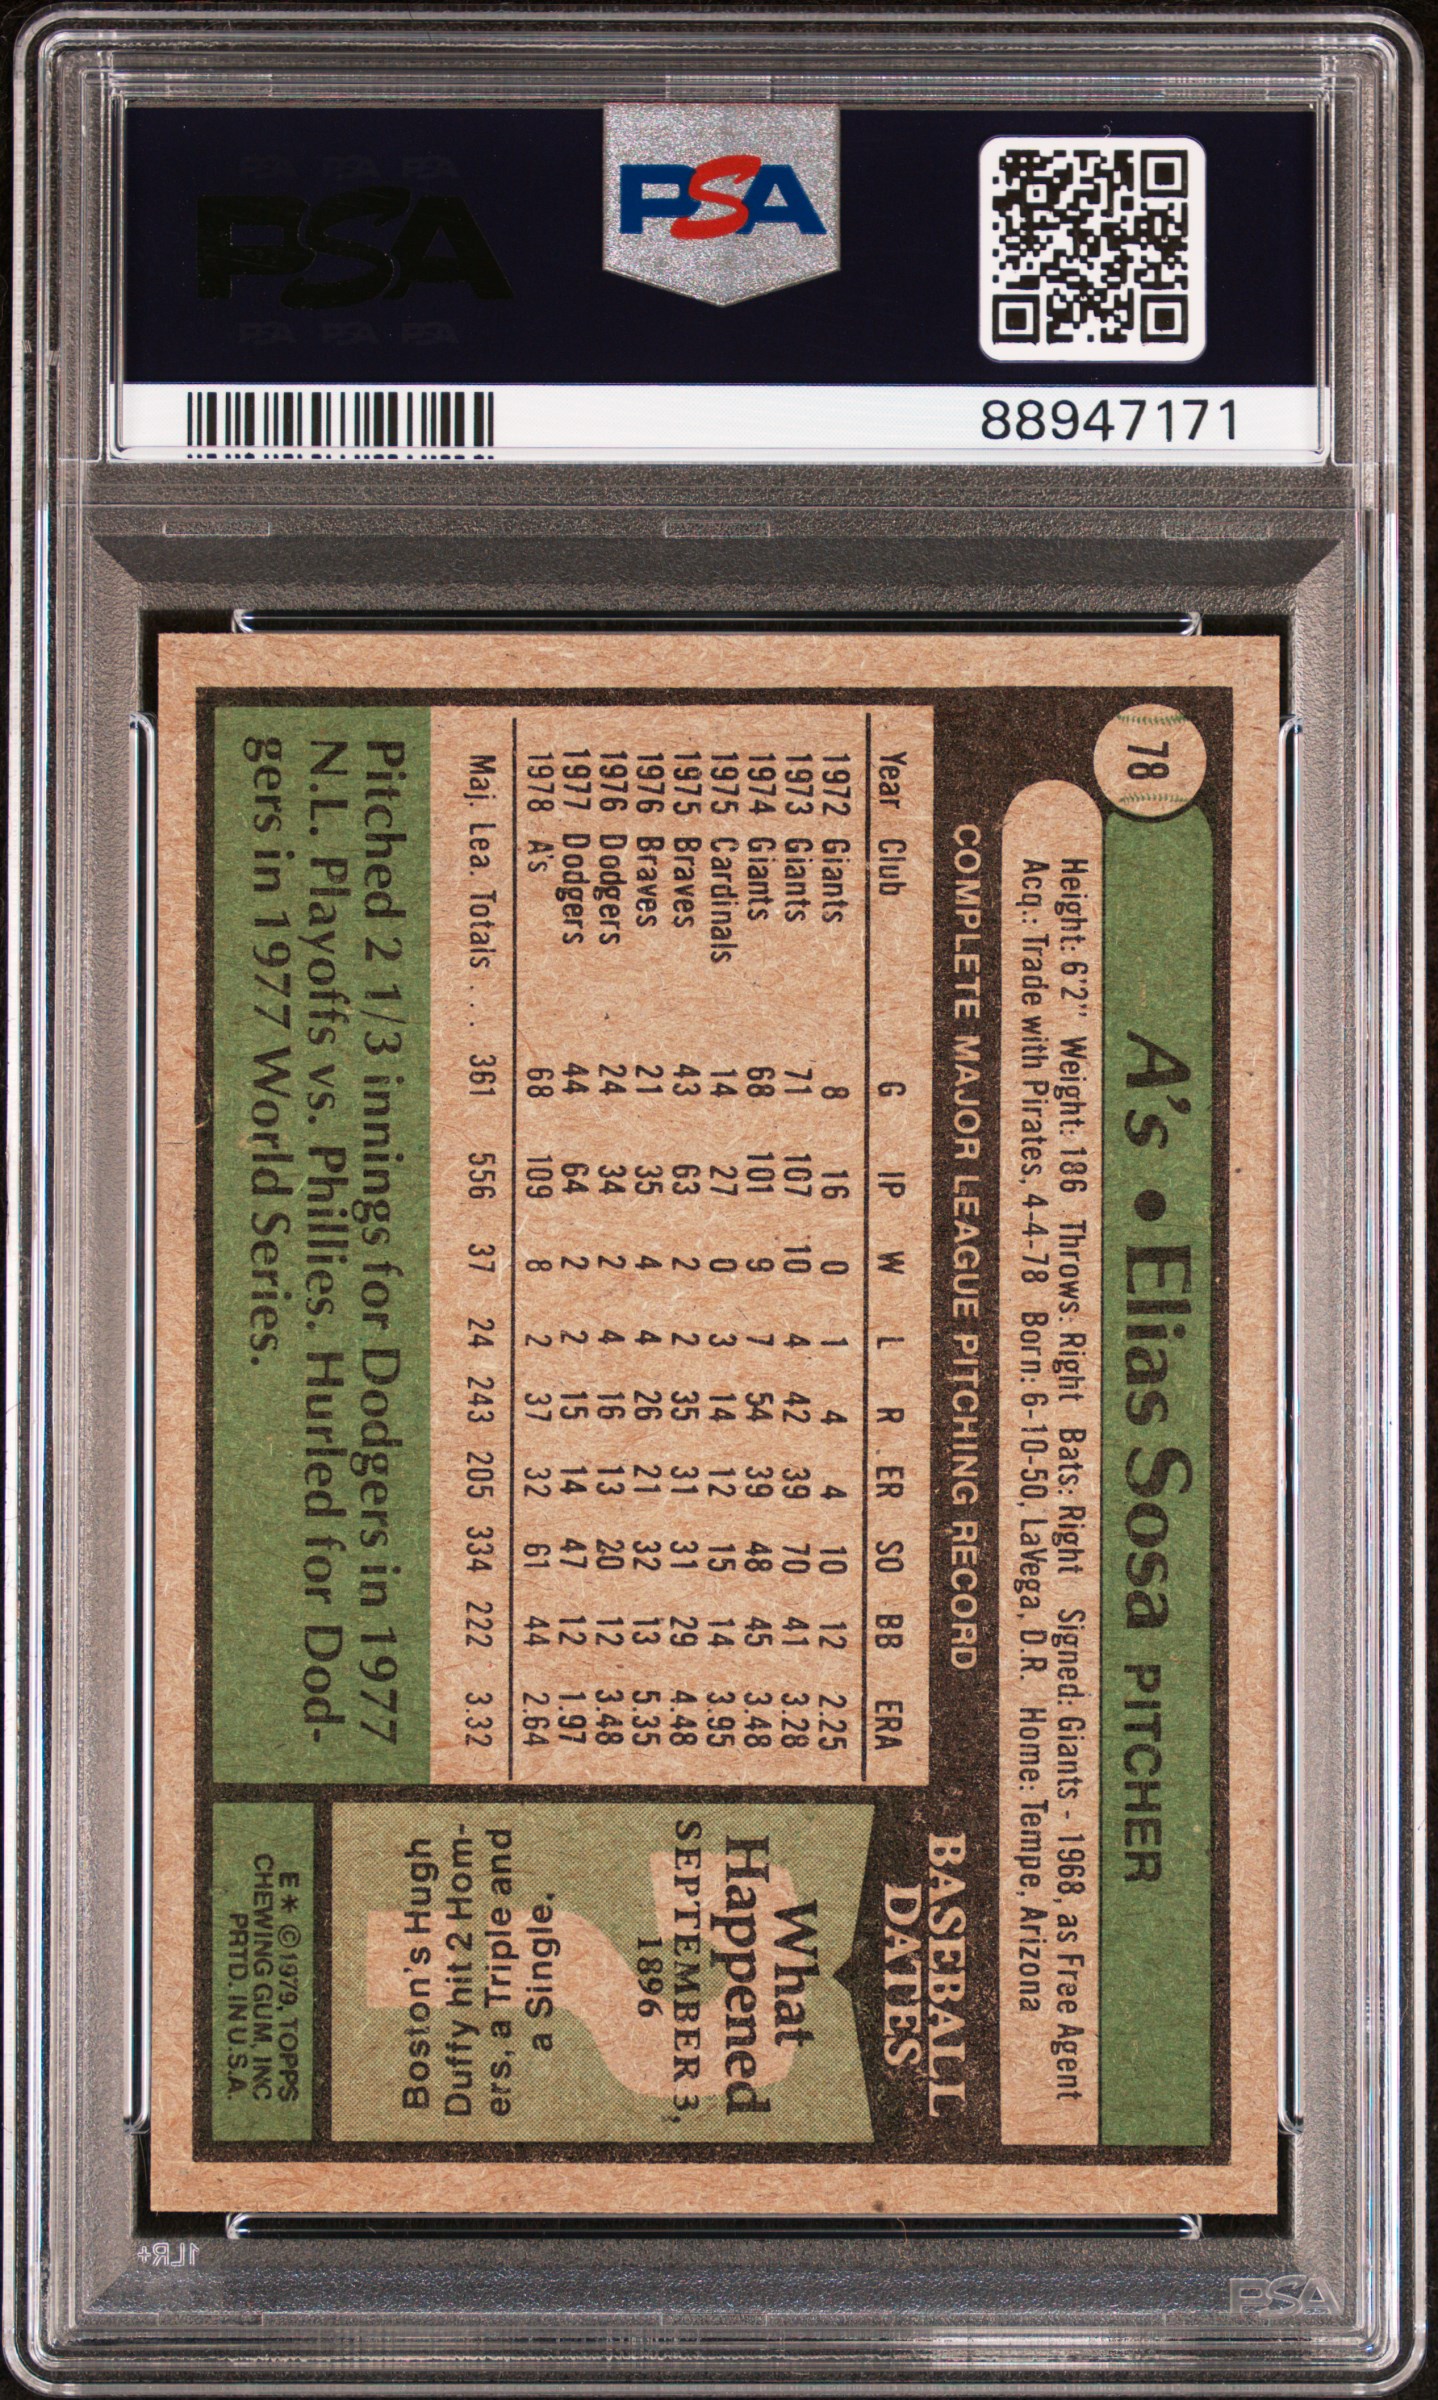 PSA PSA PSA
PSA
PSA PSA PSA
PSA
88947171
78
A's • Elias Sosa PITCHER
Height: 6'2" Weight: 186 Throws: Right Bats: Right Signed: Giants - 1968, as Free Agent
Acq.: Trade with Pirates, 4-4-78 Born: 6-10-50, LaVega, D.R. Home: Tempe, Arizona
COMPLETE MAJOR LEAGUE PITCHING RECORD
Year Club G IP W L R ER SO BB ERA
1972 Giants 8 16 0 1 4 4 10 12 2.25
1973 Giants 71 107 10 4 42 39 70 41 3.28
1974 Giants 68 101 9 7 54 39 48 45 3.48
1975 Cardinals 14 27 0 3 14 12 15 14 3.95
1975 Braves 43 63 2 2 35 31 31 29 4.48
1976 Braves 21 35 4 4 26 21 32 13 5.35
1976 Dodgers 24 34 2 4 16 13 20 12 3.48
1977 Dodgers 44 64 2 2 15 14 47 12 1.97
1978 A's 68 109 8 2 37 32 61 44 2.64
Maj. Lea. Totals . . . 361 556 37 24 243 205 334 222 3.32
Pitched 2 1/3 innings for Dodgers in 1977
N.L. Playoffs vs. Phillies. Hurled for Dod-
gers in 1977 World Series.
BASEBALL
DATES
What
Happened
SEPTEMBER 3,
1896
?
Boston's Hugh
Duffy hit 2 Hom-
ers, a Triple and
a Single.
E* ©1979, TOPPS
CHEWING GUM, INC
PRTD. IN U.S.A.
1LR+
PSA